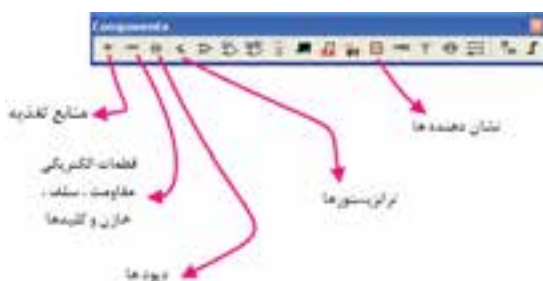 Components
منابع تغذیه
نشان دهنده‌ها
قطعات الکتریکی
مقاومت ، سلف ،
خازن و کلیدها
ترانزیستورها
دیودها